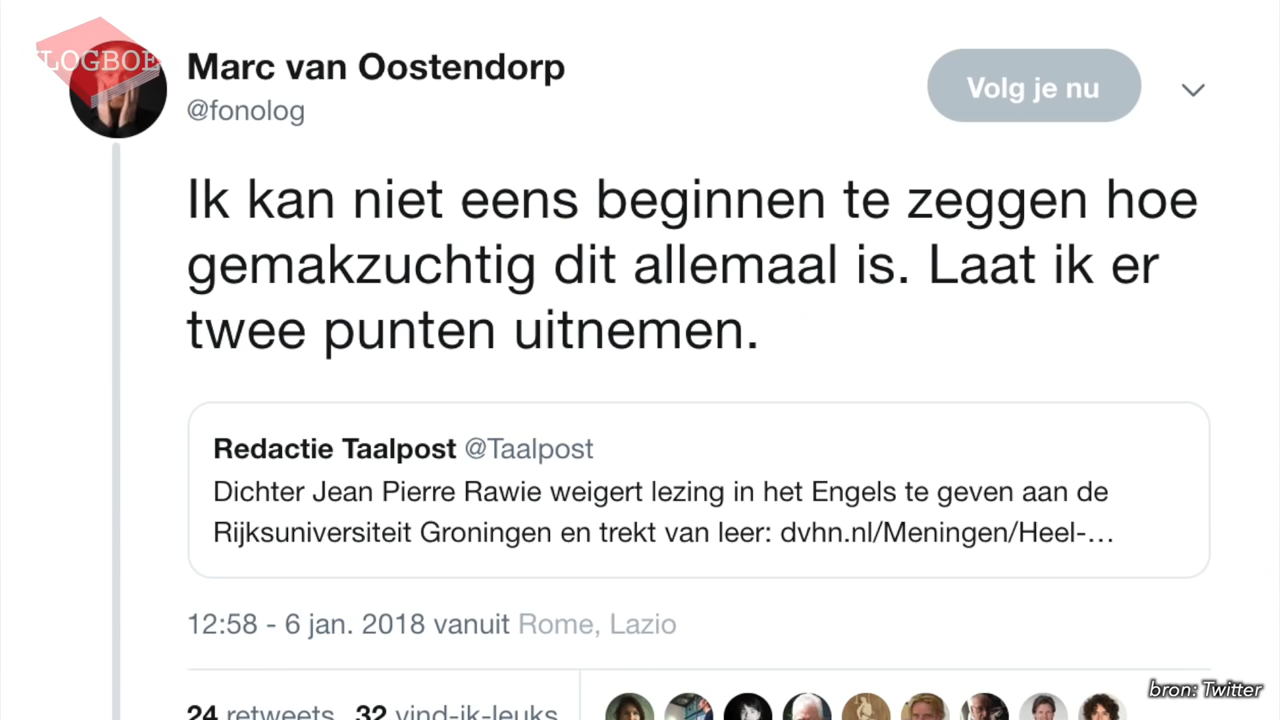 LOGBOE
Marc van Oostendorp
@fonolog
Volg je nu
Ik kan niet eens beginnen te zeggen hoe
gemakzuchtig dit allemaal is. Laat ik er
twee punten uitnemen.
Redactie Taalpost @Taalpost
Dichter Jean Pierre Rawie weigert lezing in het Engels te geven aan de
Rijksuniversiteit Groningen en trekt van leer: dvhn.nl/Meningen/Heel-…
12:58 - 6 jan. 2018 vanuit Rome, Lazio
24 retweets 32 vind-ik-leuks
bron: Twitter